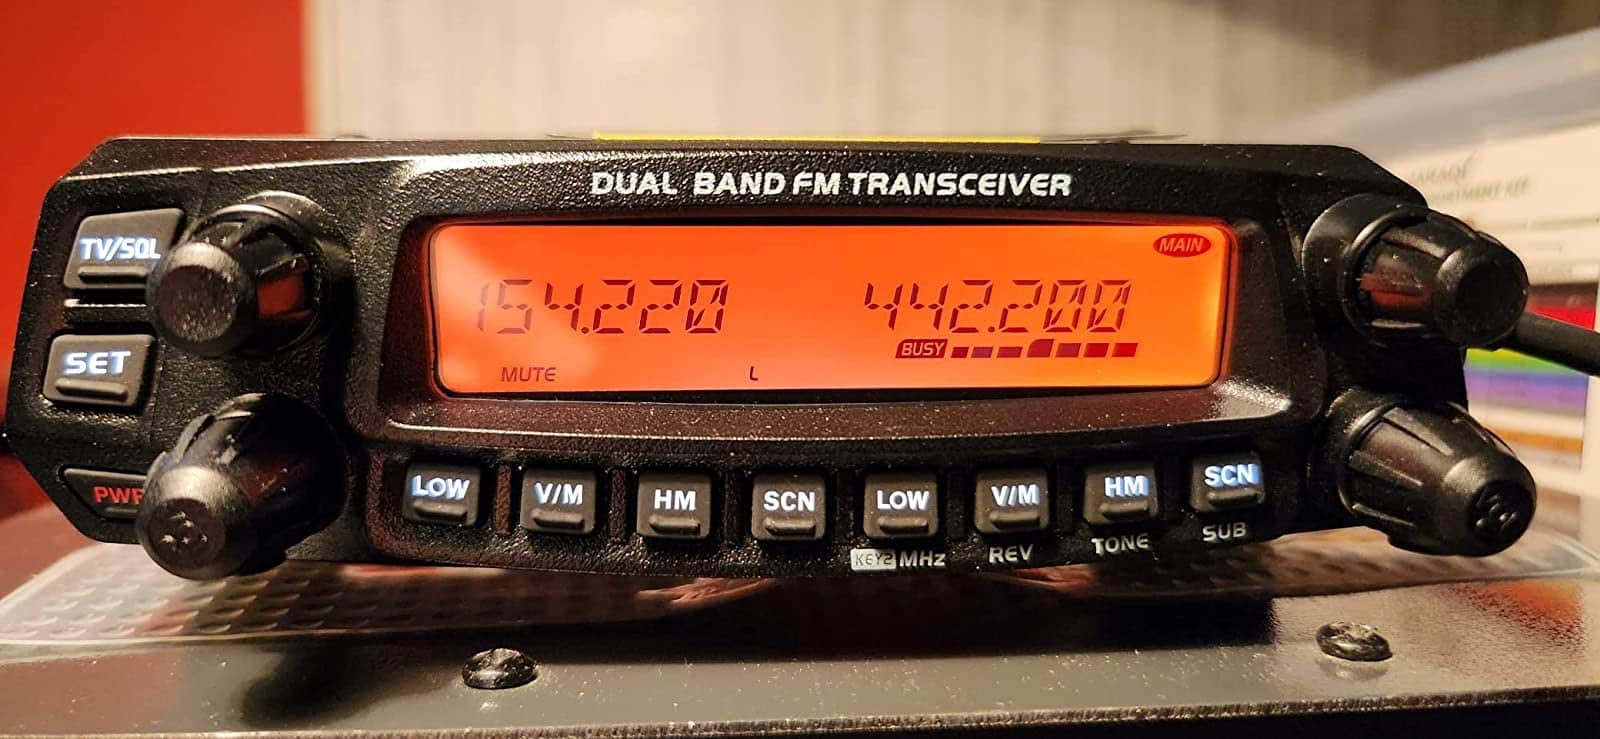 DUAL BAND FM TRANSCEIVER
TV/SQL
SET
PWR
MAIN
154.220
442.200
BUSY
MUTE
L
LOW
V/M
HM
SCN
LOW
V/M
HM
SCN
KEY2 MHz
REV
TONE
SUB